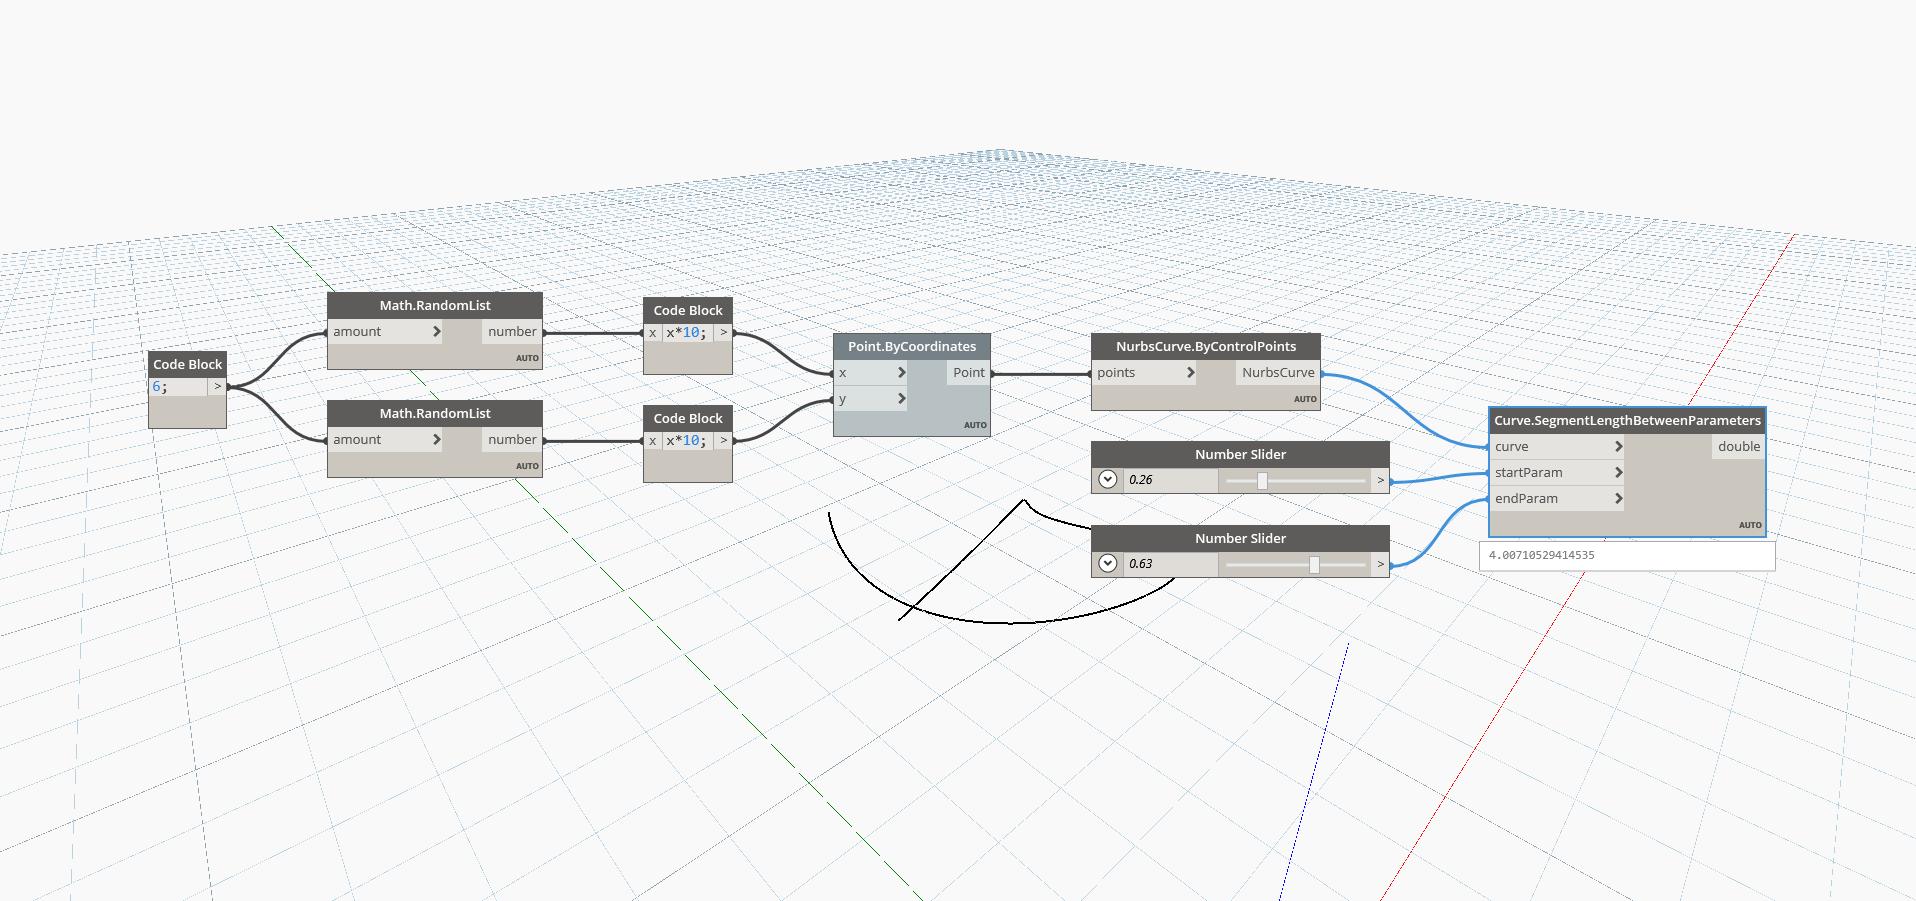 Code Block
6; >
Math.RandomList
amount > number
AUTO
Math.RandomList
amount > number
AUTO
Code Block
x x*10; >
Code Block
x x*10; >
Point.ByCoordinates
x > Point
y >
AUTO
NurbsCurve.ByControlPoints
points > NurbsCurve
AUTO
Number Slider
0.26 >
Number Slider
0.63 >
Curve.SegmentLengthBetweenParameters
curve > double
startParam >
endParam >
AUTO
4.00710529414535